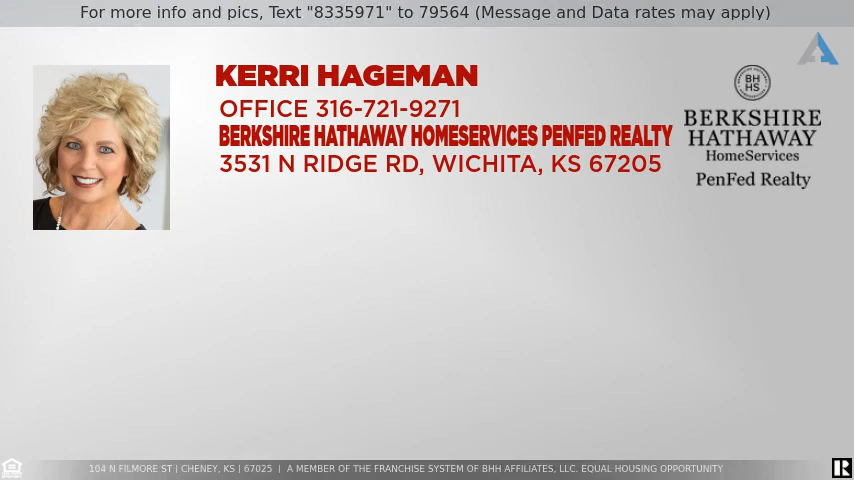 For more info and pics, Text "8335971" to 79564 (Message and Data rates may apply)
KERRI HAGEMAN
OFFICE 316-721-9271
BERKSHIRE HATHAWAY HOMESERVICES PENFED REALTY
3531 N RIDGE RD, WICHITA, KS 67205
BH
HS
BERKSHIRE
HATHAWAY
HomeServices
PenFed Realty
104 N FILMORE ST | CHENEY, KS | 67025 | A MEMBER OF THE FRANCHISE SYSTEM OF BHH AFFILIATES, LLC. EQUAL HOUSING OPPORTUNITY